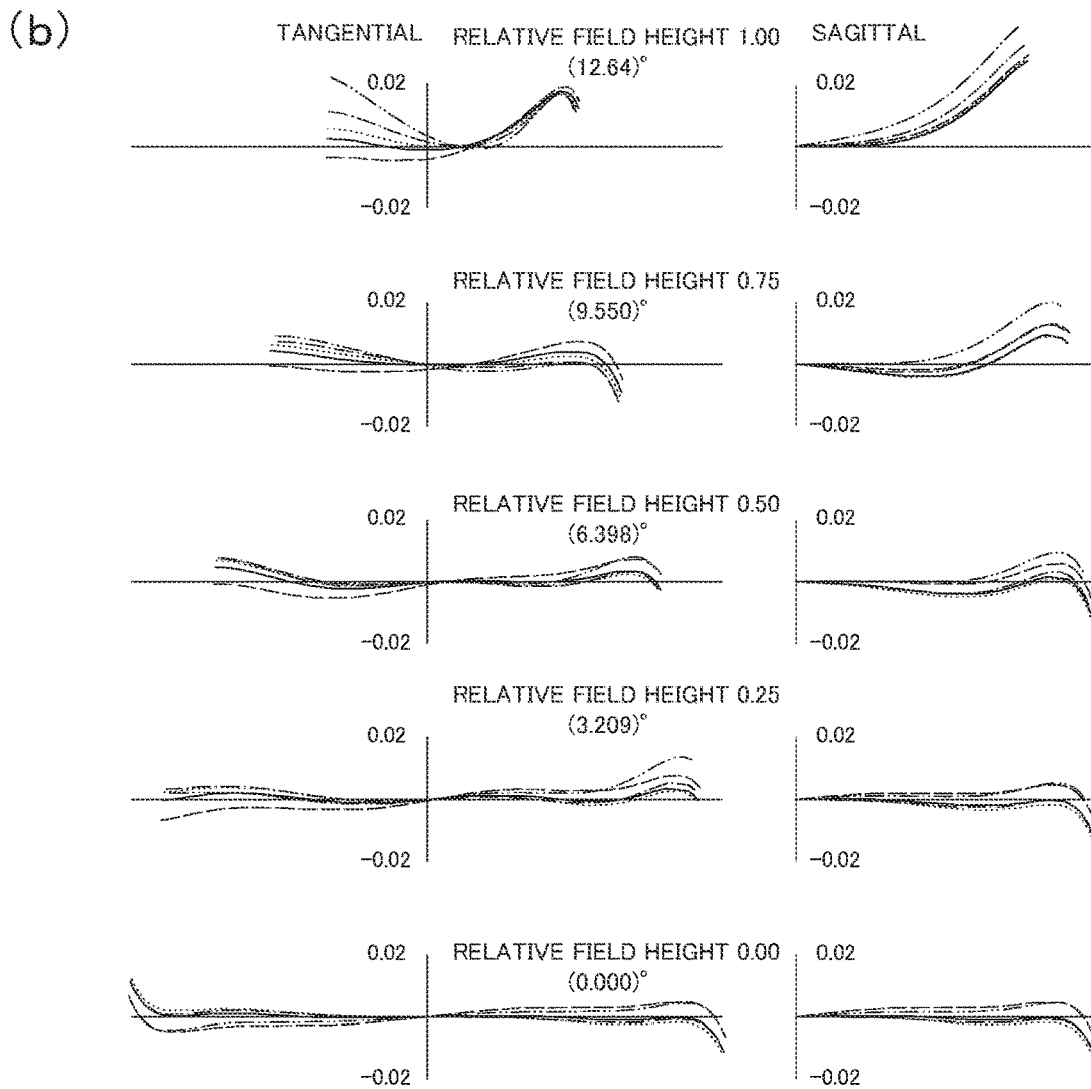 (b)
TANGENTIAL RELATIVE FIELD HEIGHT 1.00 SAGITTAL
(12.64)°
0.02 0.02
-0.02 -0.02
RELATIVE FIELD HEIGHT 0.75
(9.550)°
0.02 0.02
-0.02 -0.02
RELATIVE FIELD HEIGHT 0.50
(6.398)°
0.02 0.02
-0.02 -0.02
RELATIVE FIELD HEIGHT 0.25
(3.209)°
0.02 0.02
-0.02 -0.02
RELATIVE FIELD HEIGHT 0.00
(0.000)°
0.02 0.02
-0.02 -0.02